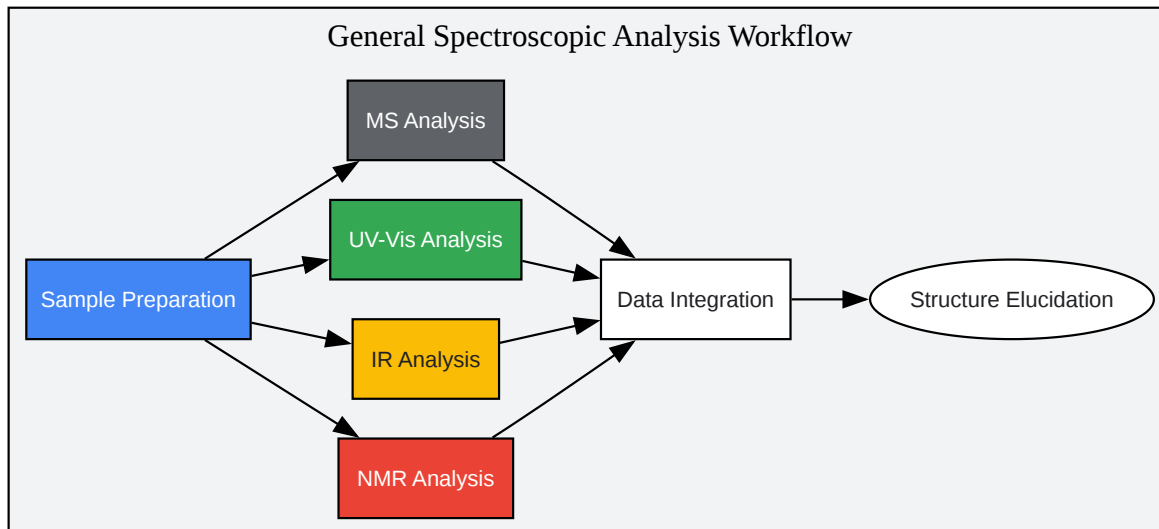 General Spectroscopic Analysis Workflow
MS Analysis
UV-Vis Analysis
Sample Preparation
Data Integration
Structure Elucidation
IR Analysis
NMR Analysis